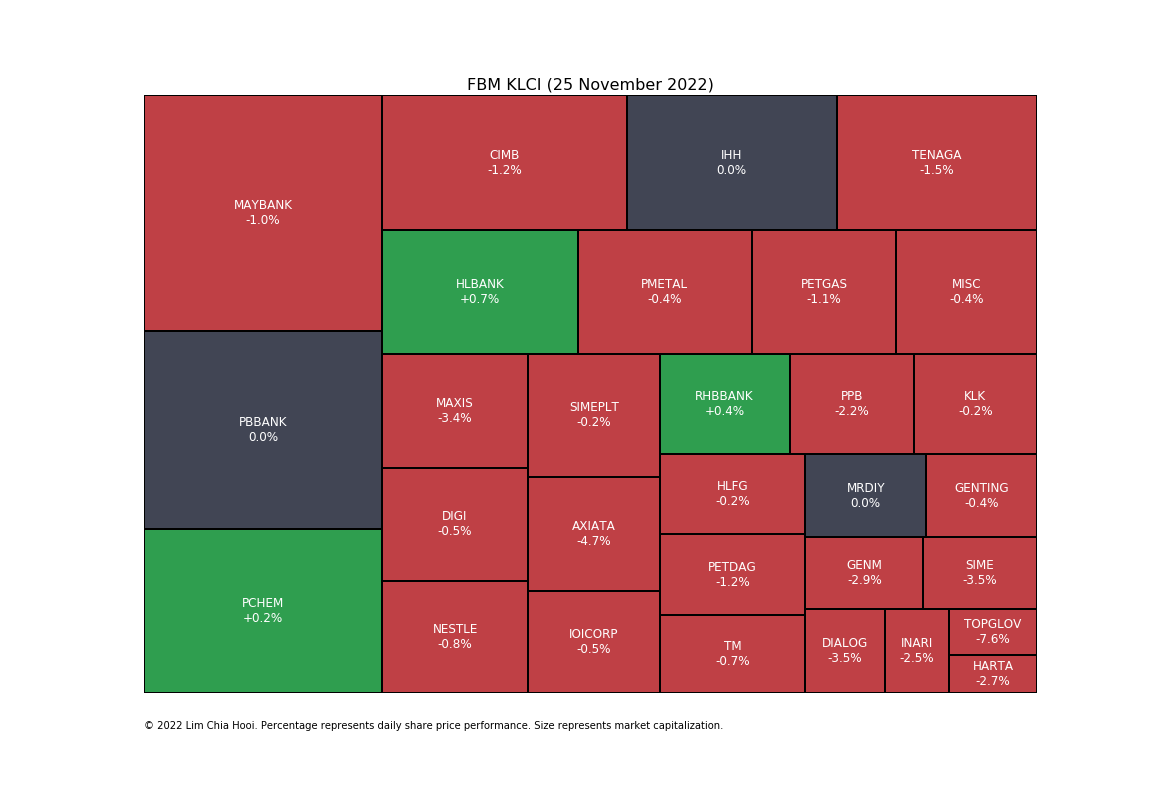 FBM KLCI (25 November 2022)
MAYBANK
-1.0%
PBBANK
0.0%
PCHEM
+0.2%
CIMB
-1.2%
IHH
0.0%
TENAGA
-1.5%
HLBANK
+0.7%
PMETAL
-0.4%
PETGAS
-1.1%
MISC
-0.4%
MAXIS
-3.4%
DIGI
-0.5%
NESTLE
-0.8%
SIMEPLT
-0.2%
AXIATA
-4.7%
IOICORP
-0.5%
RHBBANK
+0.4%
PPB
-2.2%
KLK
-0.2%
HLFG
-0.2%
PETDAG
-1.2%
TM
-0.7%
MRDIY
0.0%
GENTING
-0.4%
GENM
-2.9%
SIME
-3.5%
DIALOG
-3.5%
INARI
-2.5%
TOPGLOV
-7.6%
HARTA
-2.7%
© 2022 Lim Chia Hooi. Percentage represents daily share price performance. Size represents market capitalization.